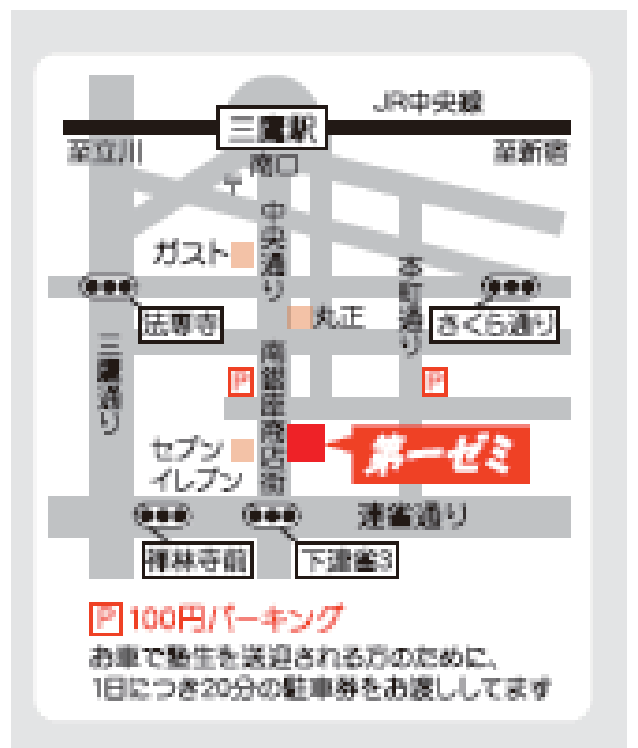 JR中央線
三鷹駅
至立川
至新宿
南口
〒
中央通り
ガスト
本町通り
法専寺
丸正
さくら通り
三鷹通り
P
P
南銀座商店街
セブン
イレブン
第一ゼミ
連雀通り
禅林寺前
下連雀3
P 100円パーキング
お車で塾生を送迎される方のために、
1日につき20分の駐車券をお渡ししてます